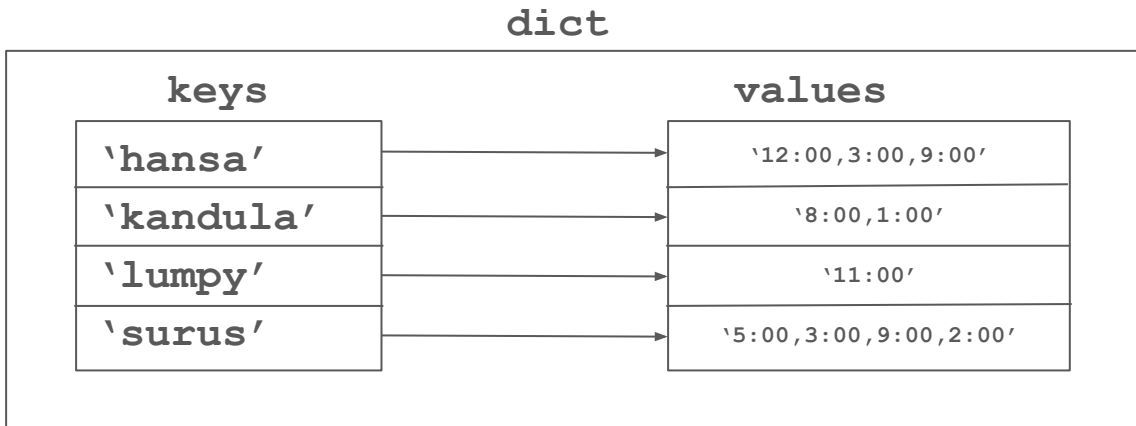 dict
keys values
‘hansa’ ‘12:00,3:00,9:00’
‘kandula’ ‘8:00,1:00’
‘lumpy’ ‘11:00’
‘surus’ ‘5:00,3:00,9:00,2:00’